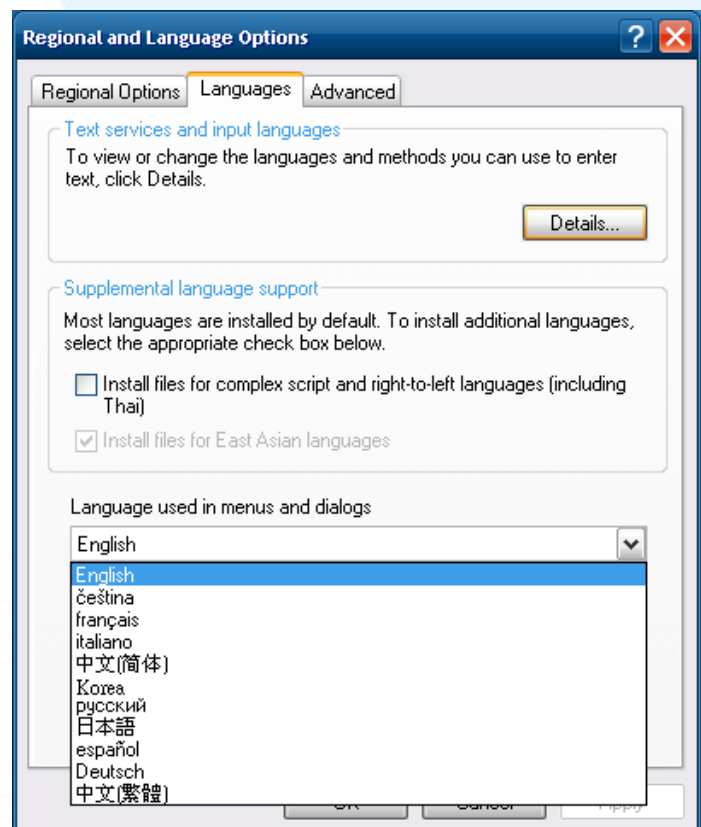 Regional and Language Options
Regional Options Languages Advanced
Text services and input languages
To view or change the languages and methods you can use to enter
text, click Details.
Details...
Supplemental language support
Most languages are installed by default. To install additional languages,
select the appropriate check box below.
Install files for complex script and right-to-left languages (including
Thai)
Install files for East Asian languages
Language used in menus and dialogs
English
English
čeština
français
italiano
中文(简体)
Korea
русский
日本語
español
Deutsch
中文(繁體)